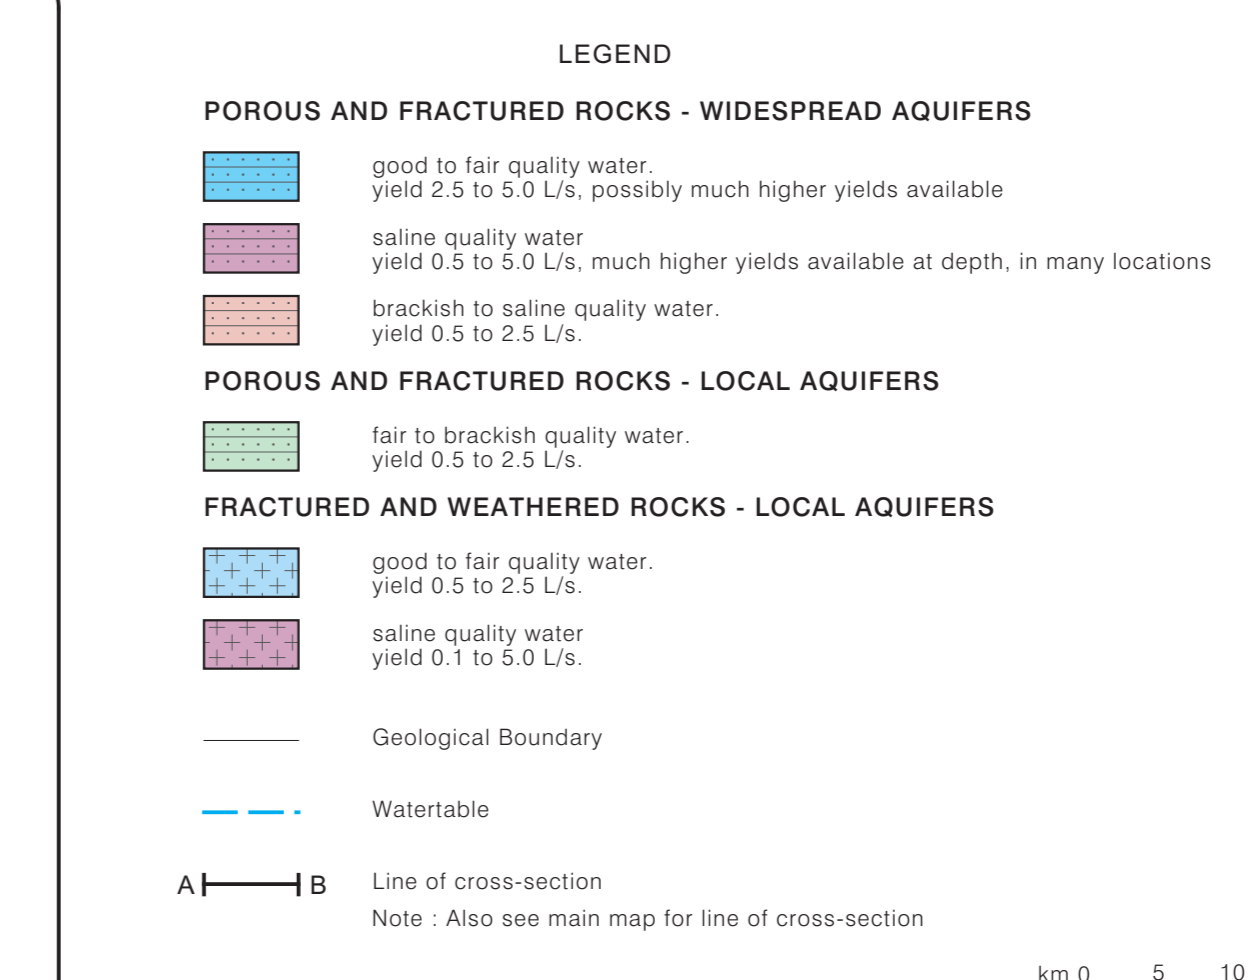 LEGEND
POROUS AND FRACTURED ROCKS - WIDESPREAD AQUIFERS
good to fair quality water.
yield 2.5 to 5.0 L/s, possibly much higher yields available
saline quality water
yield 0.5 to 5.0 L/s, much higher yields available at depth, in many locations
brackish to saline quality water.
yield 0.5 to 2.5 L/s.
POROUS AND FRACTURED ROCKS - LOCAL AQUIFERS
fair to brackish quality water.
yield 0.5 to 2.5 L/s.
FRACTURED AND WEATHERED ROCKS - LOCAL AQUIFERS
good to fair quality water.
yield 0.5 to 2.5 L/s.
saline quality water
yield 0.1 to 5.0 L/s.
Geological Boundary
Watertable
A B Line of cross-section
Note : Also see main map for line of cross-section
km 0 5 10